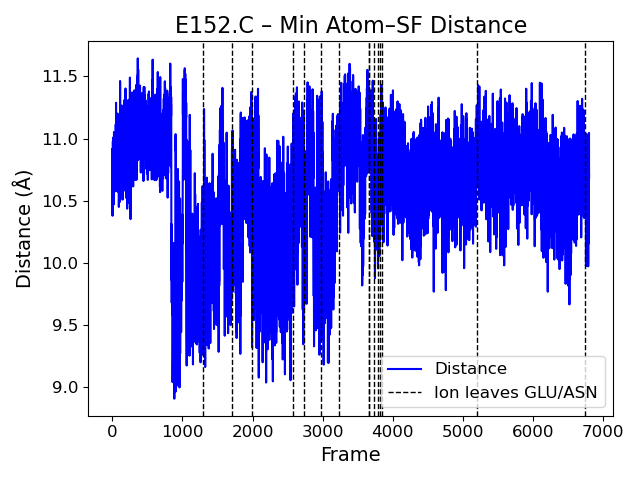 E152.C – Min Atom–SF Distance
Distance (Å)
11.5
11.0
10.5
10.0
9.5
9.0
Distance
Ion leaves GLU/ASN
0 1000 2000 3000 4000 5000 6000 7000
Frame